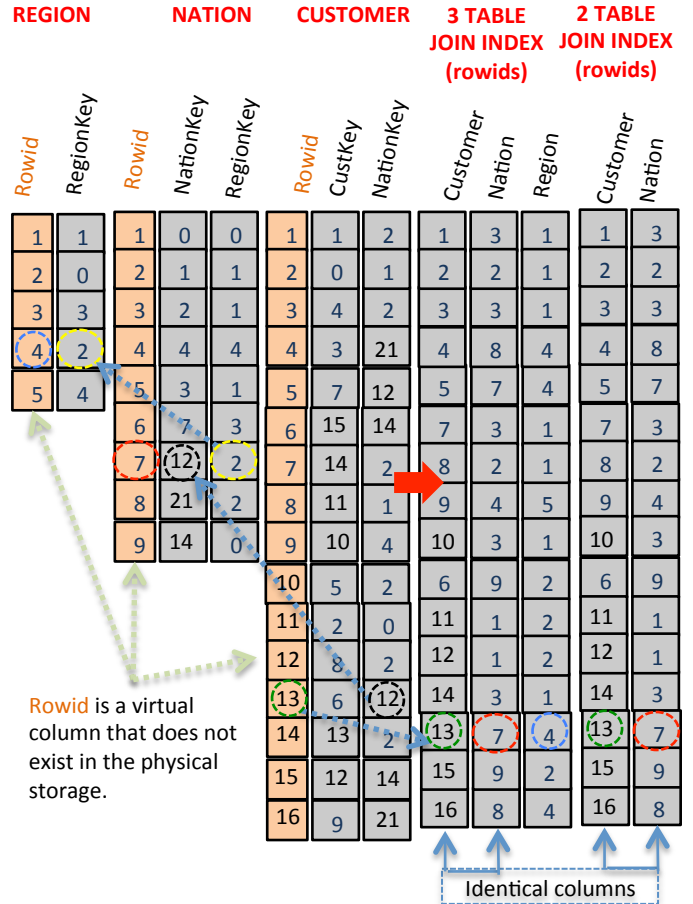 REGION NATION CUSTOMER 3 TABLE JOIN INDEX (rowids) 2 TABLE JOIN INDEX (rowids)
Rowid RegionKey Rowid NationKey RegionKey Rowid CustKey NationKey Customer Nation Region Customer Nation
1 1 1 0 0 1 1 2 1 3 1 1 3
2 0 2 1 1 2 0 1 2 2 1 2 2
3 3 3 2 1 3 4 2 3 3 1 3 3
4 2 4 4 4 4 3 21 4 8 4 4 8
5 4 5 3 1 5 7 12 5 7 4 5 7
6 7 3 6 15 14 7 3 1 7 3
7 12 2 7 14 2 8 2 1 8 2
8 21 2 8 11 1 9 4 5 9 4
9 14 0 9 10 4 10 3 1 10 3
10 5 2 6 9 2 6 9
11 2 0 11 1 2 11 1
12 8 2 12 1 2 12 1
13 6 12 14 3 1 14 3
14 13 2 13 7 4 13 7
15 12 14 15 9 2 15 9
16 9 21 16 8 4 16 8
Rowid is a virtual
column that does not
exist in the physical
storage.
Identical columns